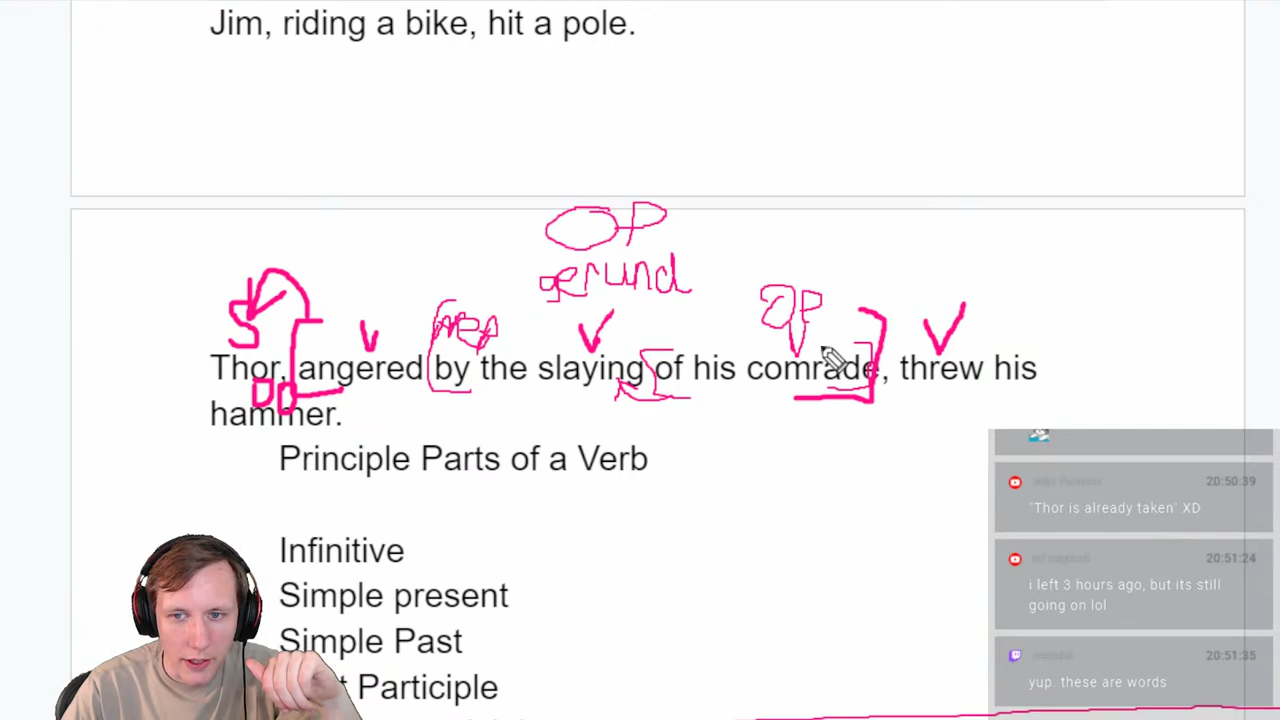 Jim, riding a bike, hit a pole.
OP
gerund
S
V
prep
V
OP
V
Thor, angered by the slaying of his comrade, threw his
hammer.
Principle Parts of a Verb
Infinitive
Simple present
Simple Past
Participle
20:50:39
"Thor is already taken" XD
20:51:24
i left 3 hours ago, but its still
going on lol
20:51:35
yup. these are words